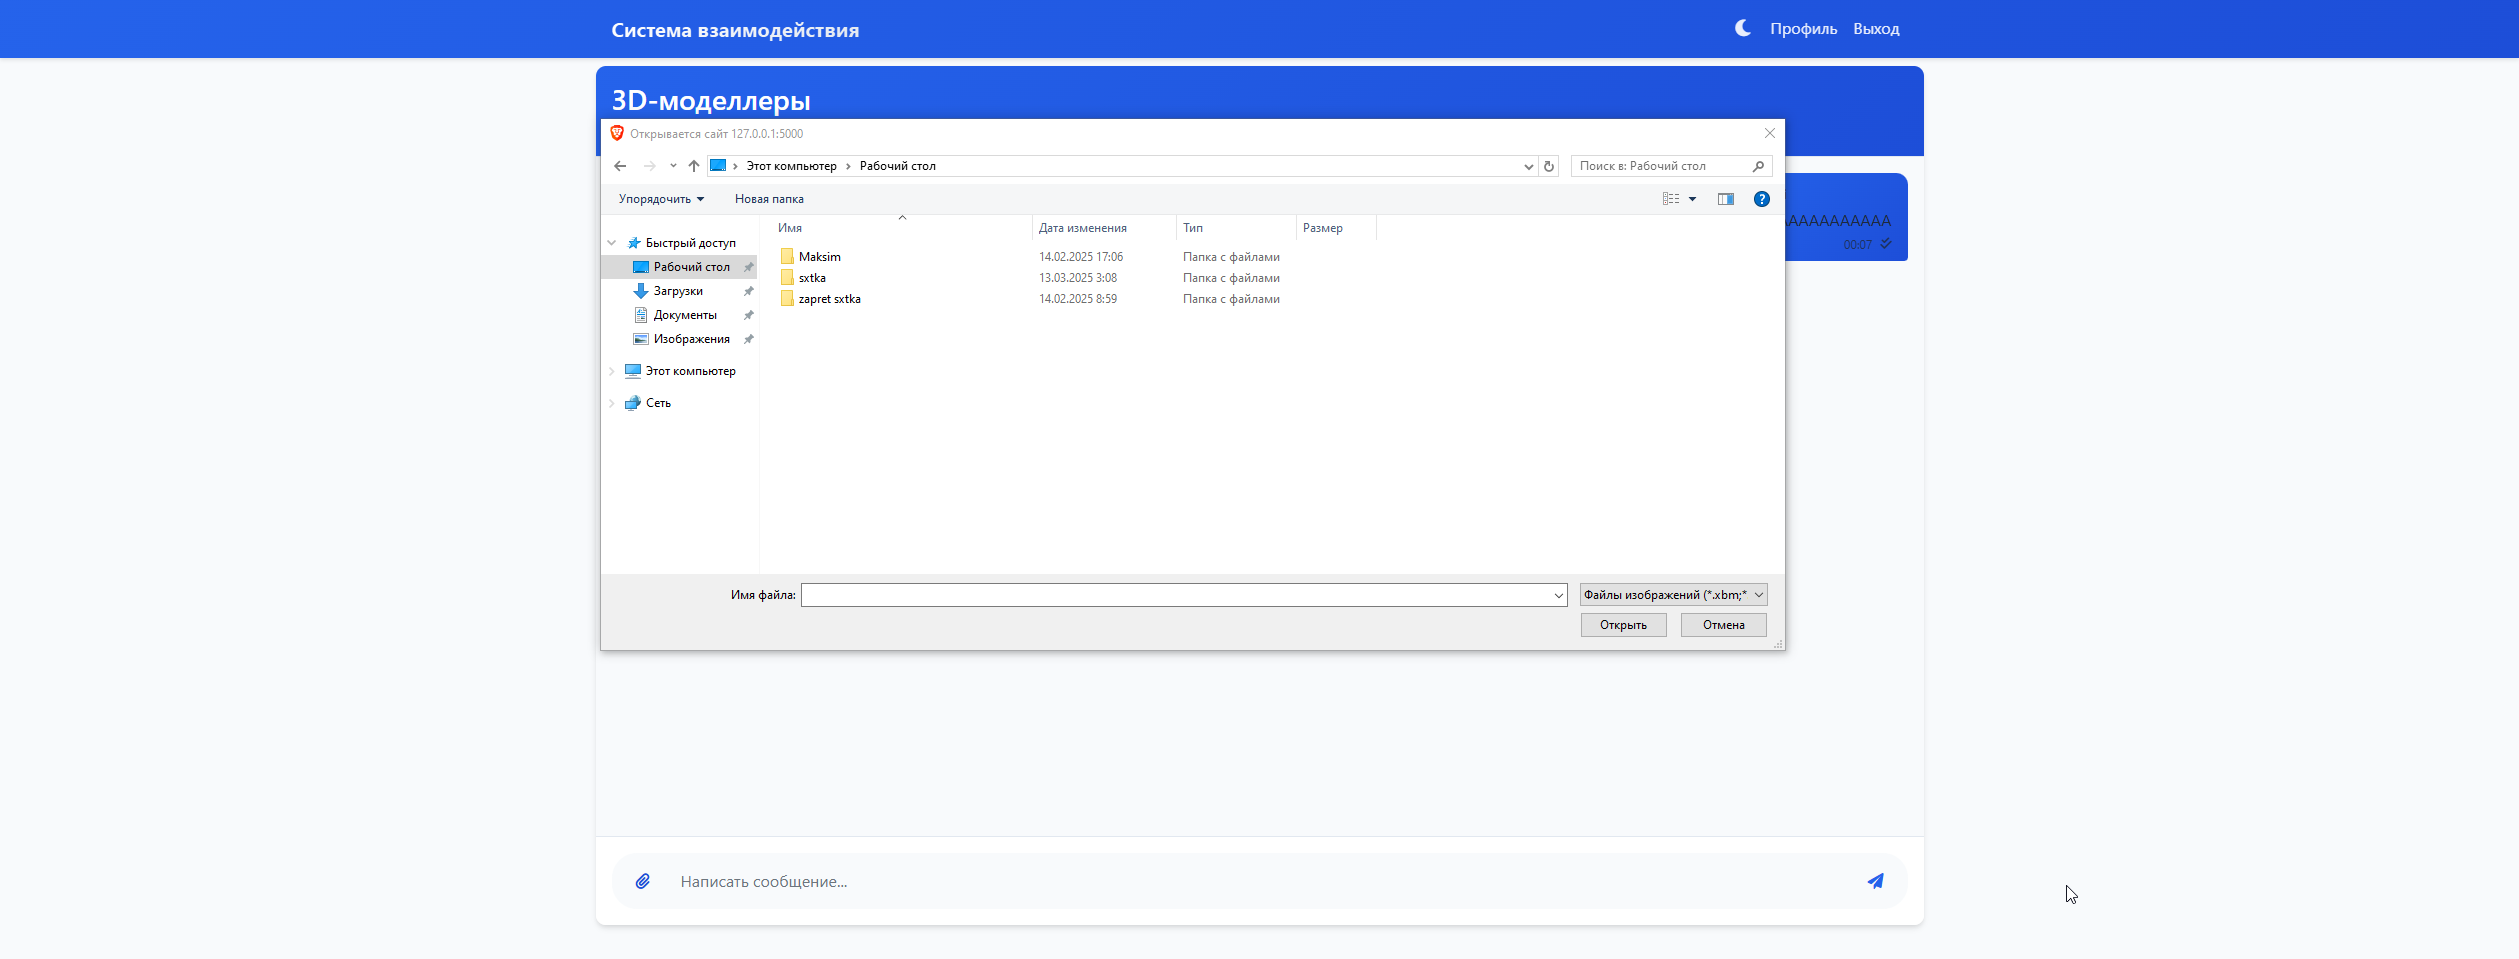 Система взаимодействия
Профиль Выход
3D-моделлеры
Открывается сайт 127.0.0.1:5000
Этот компьютер Рабочий стол
Поиск в: Рабочий стол
Упорядочить Новая папка
Имя Дата изменения Тип Размер
Быстрый доступ
Рабочий стол
Загрузки
Документы
Изображения
Этот компьютер
Сеть
Maksim 14.02.2025 17:06 Папка с файлами
sxtka 13.03.2025 3:08 Папка с файлами
zapret sxtka 14.02.2025 8:59 Папка с файлами
АААААААААА
00:07
Имя файла:
Файлы изображений (*.xbm;*
Открыть Отмена
Написать сообщение...